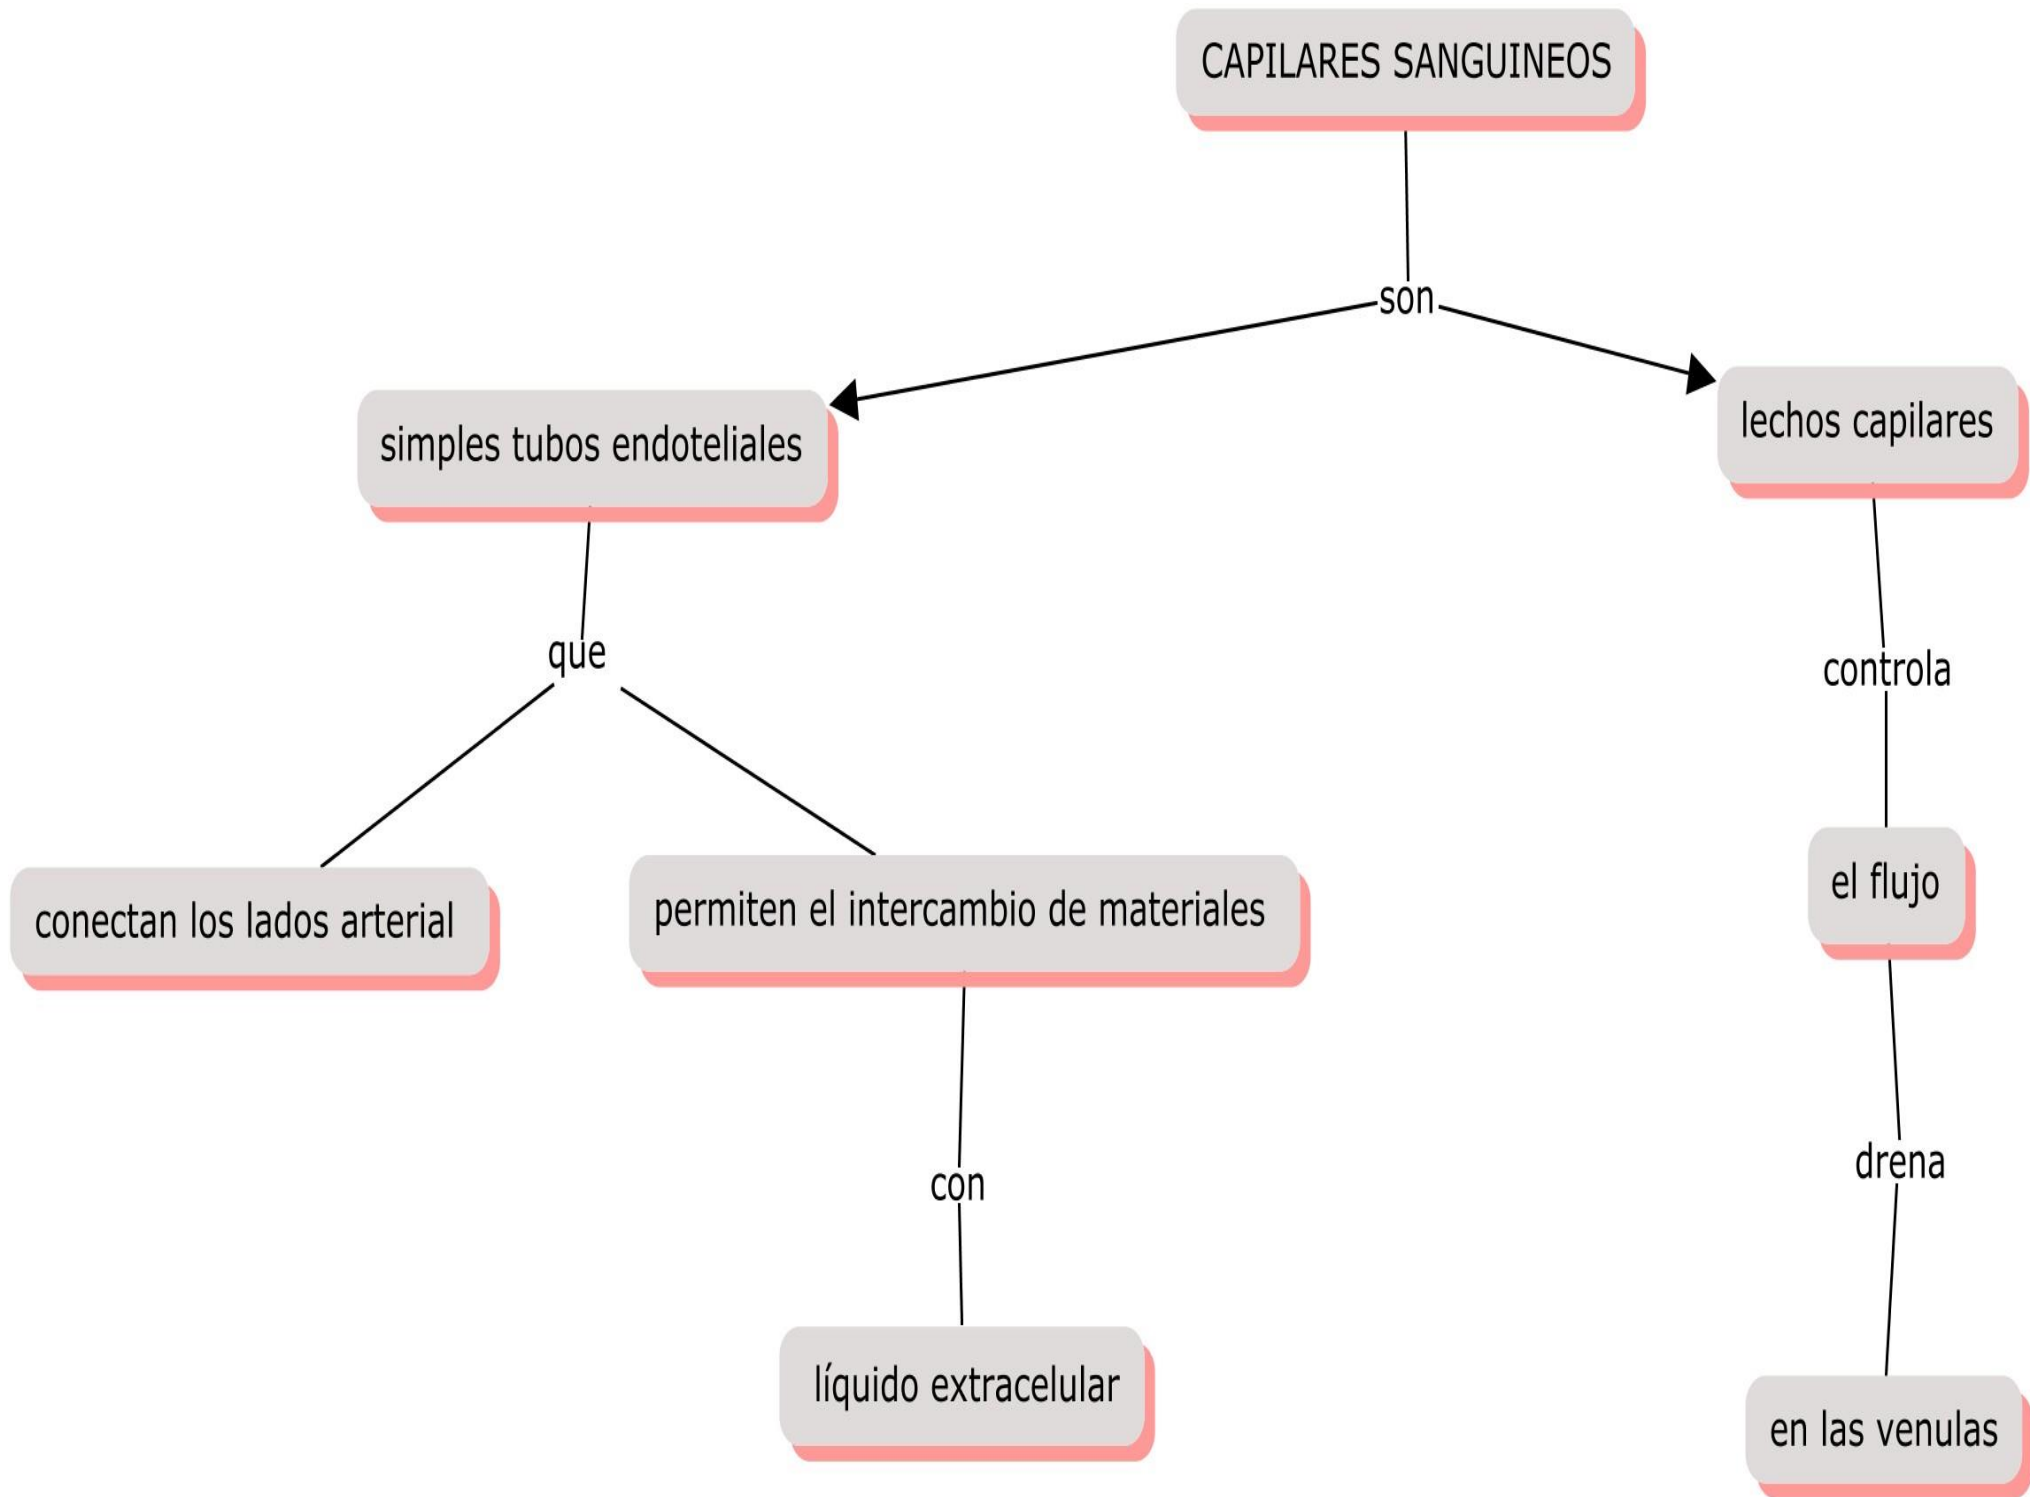 CAPILARES SANGUINEOS
son
simples tubos endoteliales
lechos capilares
que
controla
conectan los lados arterial
permiten el intercambio de materiales
el flujo
con
drena
líquido extracelular
en las venulas